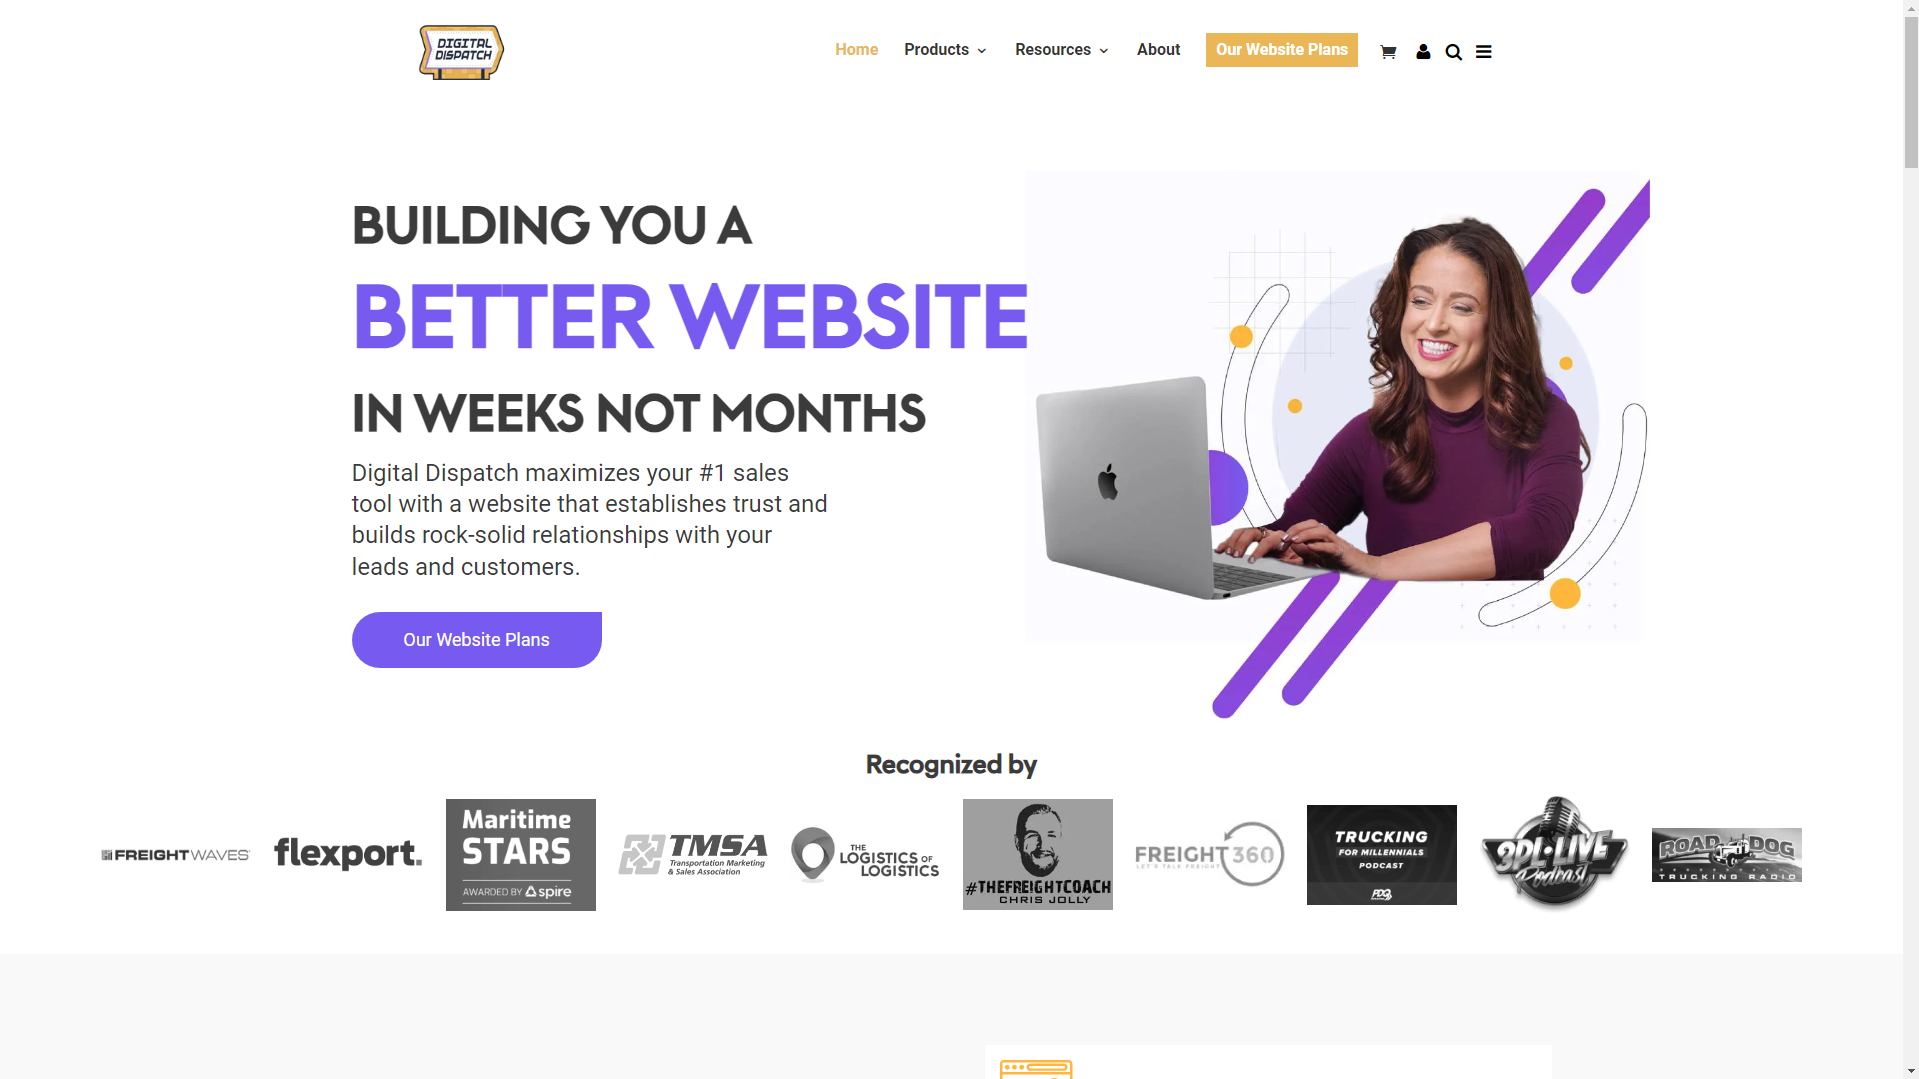 DIGITAL
DISPATCH
Home
Products
Resources
About
Our Website Plans
BUILDING YOU A
BETTER WEBSITE
IN WEEKS NOT MONTHS
Digital Dispatch maximizes your #1 sales
tool with a website that establishes trust and
builds rock-solid relationships with your
leads and customers.
Our Website Plans
Recognized by
FREIGHTWAVES
flexport.
Maritime
STARS
AWARDED BY spire
TMSA
Transportation Marketing
& Sales Association
THE
LOGISTICS OF
LOGISTICS
#THEFREIGHTCOACH
CHRIS JOLLY
FREIGHT 360
LET'S TALK FREIGHT
TRUCKING
FOR MILLENNIALS
PODCAST
PDQ
3PL•LIVE
Podcast
ROAD DOG
TRUCKING RADIO